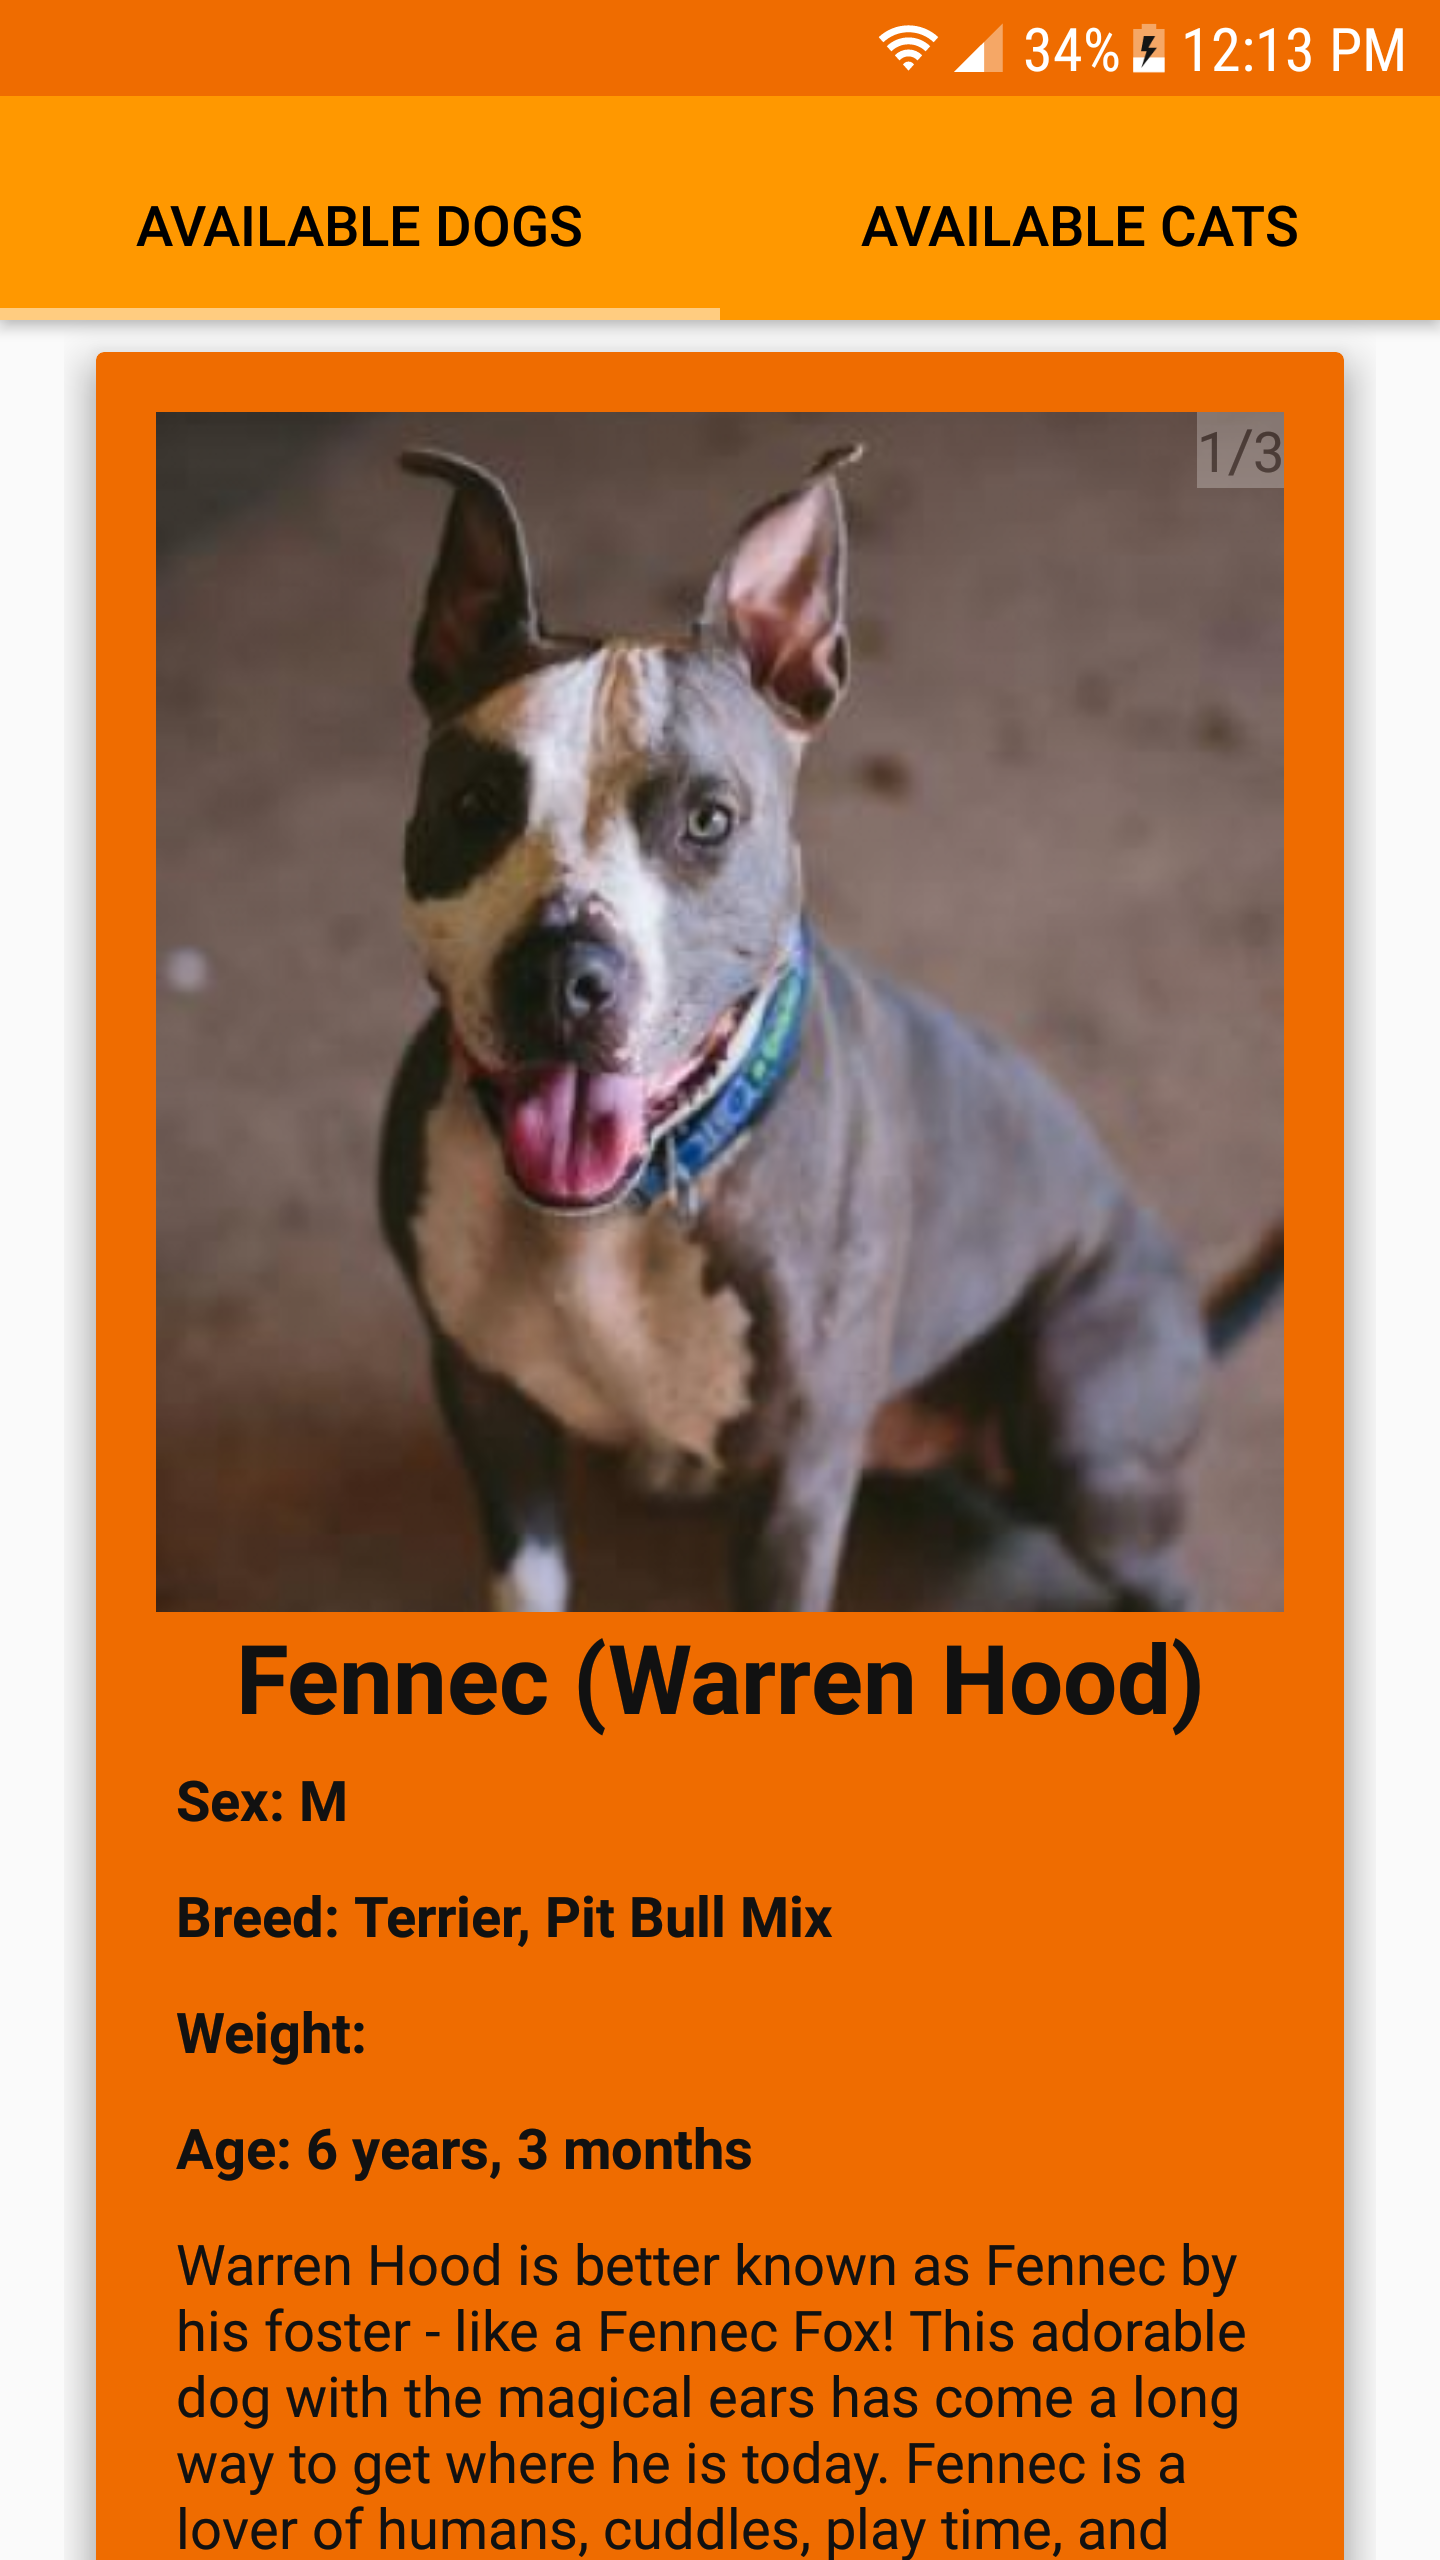 34% 12:13 PM
AVAILABLE DOGS
AVAILABLE CATS
1/3
Fennec (Warren Hood)
Sex: M
Breed: Terrier, Pit Bull Mix
Weight:
Age: 6 years, 3 months
Warren Hood is better known as Fennec by
his foster - like a Fennec Fox! This adorable
dog with the magical ears has come a long
way to get where he is today. Fennec is a
lover of humans, cuddles, play time, and